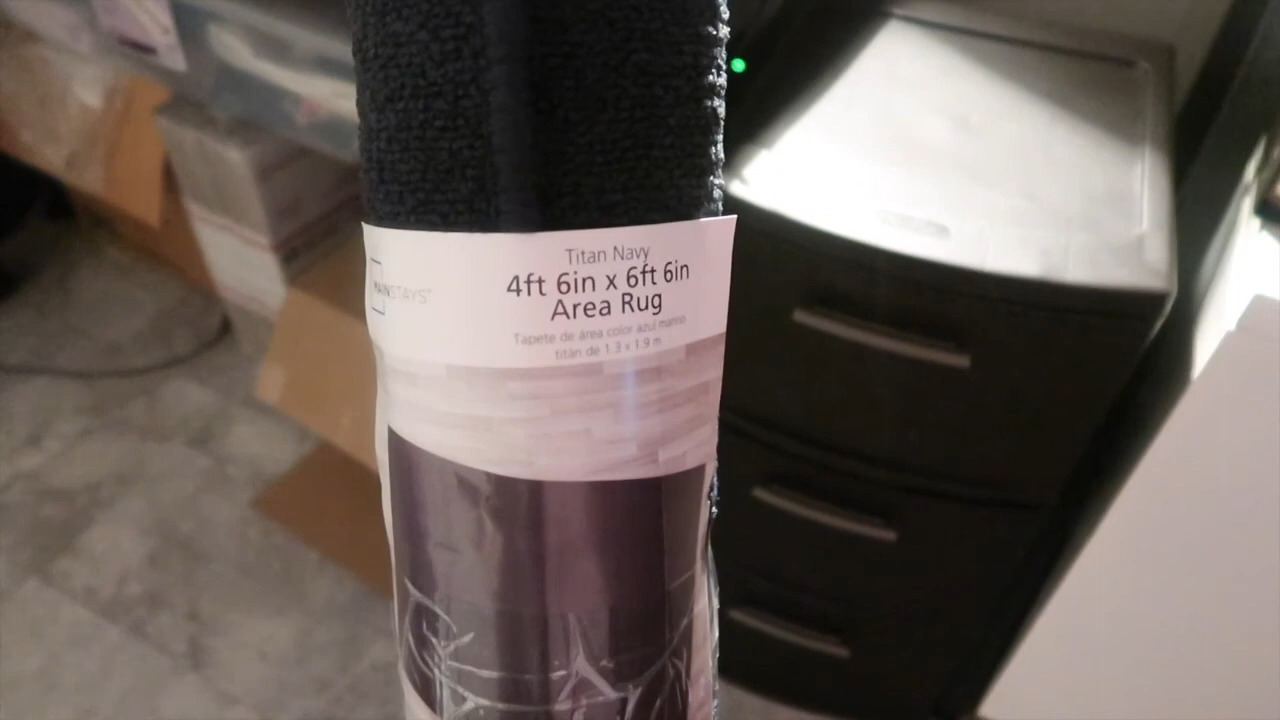 MAINSTAYS
Titan Navy
4ft 6in x 6ft 6in
Area Rug
Tapete de área color azul marino
titán de 1.3 x 1.9 m